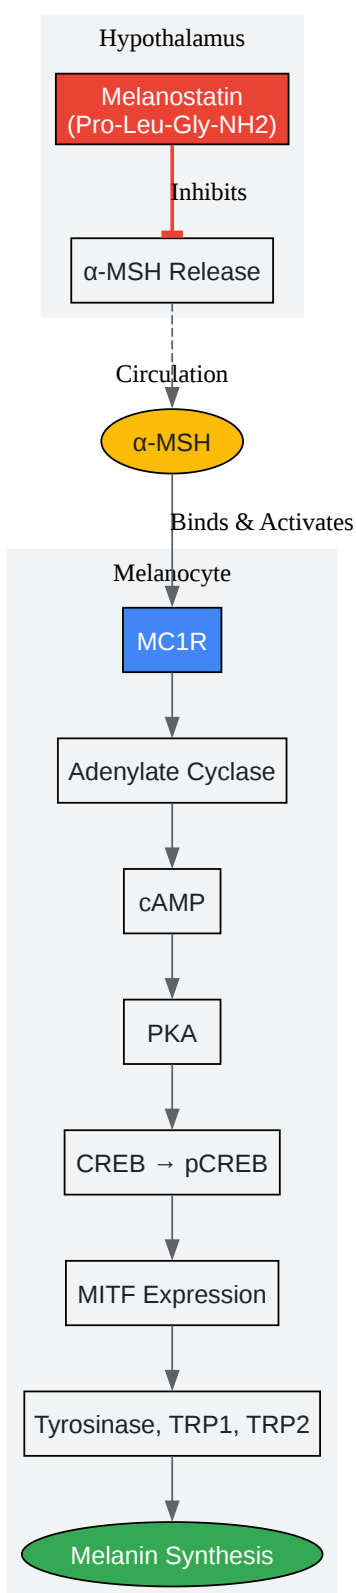 Hypothalamus
Melanostatin
(Pro-Leu-Gly-NH2)
Inhibits
α-MSH Release
Circulation
α-MSH
Binds & Activates
Melanocyte
MC1R
Adenylate Cyclase
cAMP
PKA
CREB → pCREB
MITF Expression
Tyrosinase, TRP1, TRP2
Melanin Synthesis